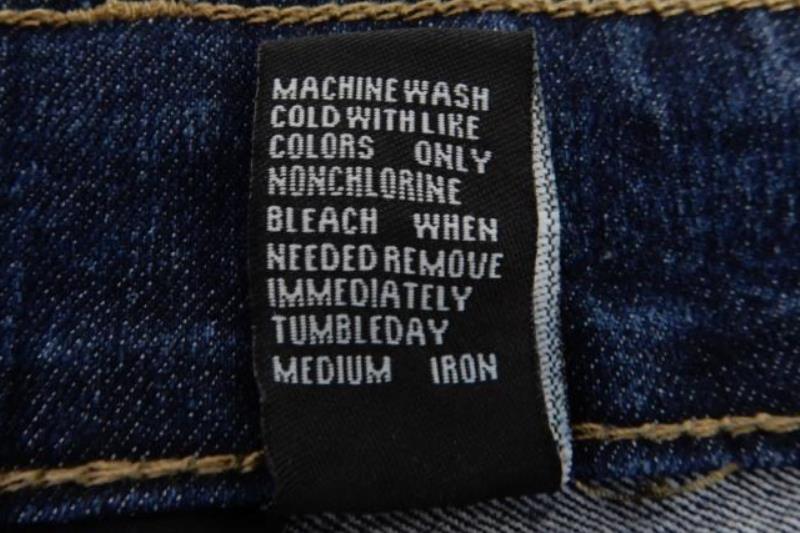 MACHINE WASH
COLD WITH LIKE
COLORS ONLY
NONCHLORINE
BLEACH WHEN
NEEDED REMOVE
IMMEDIATELY
TUMBLEDAY
MEDIUM IRON